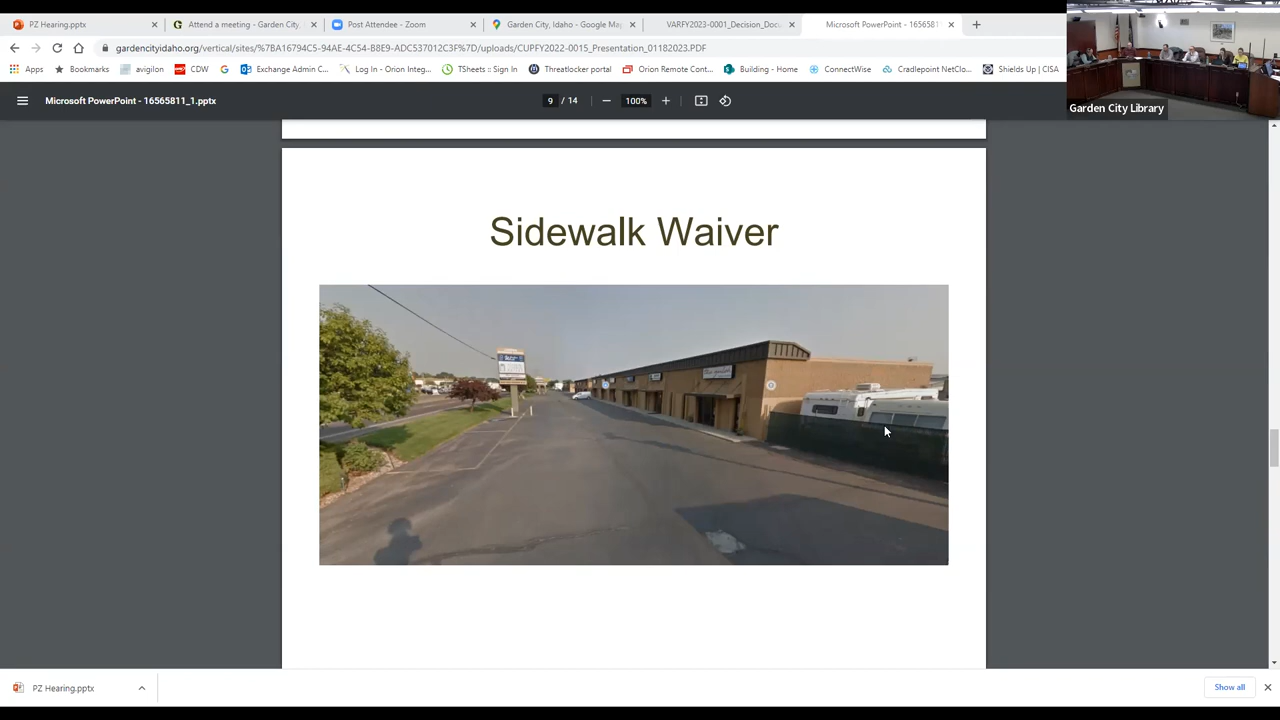 PZ Hearing.pptx
Attend a meeting - Garden City,
Post Attendee - Zoom
Garden City, Idaho - Google Ma
VARFY2023-0001_Decision_Docu
Microsoft PowerPoint - 165658
gardencityidaho.org/vertical/sites/%7BA16794C5-94AE-4C54-B8E9-ADC537012C3F%7D/uploads/CUPFY2022-0015_Presentation_01182023.PDF
Apps
Bookmarks
avigilon
CDW
Exchange Admin C...
Log In - Orion Integ...
TSheets :: Sign In
Threatlocker portal
Orion Remote Cont...
Building - Home
ConnectWise
Cradlepoint NetClo...
Shields Up | CISA
Microsoft PowerPoint - 16565811_1.pptx
9 / 14
100%
Garden City Library
Sidewalk Waiver
PZ Hearing.pptx
Show all